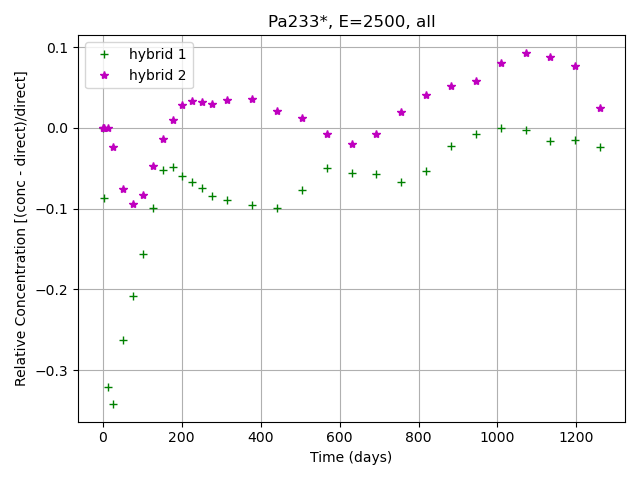 Pa233*, E=2500, all
hybrid 1
hybrid 2
Relative Concentration [(conc - direct)/direct]
0.1
0.0
−0.1
−0.2
−0.3
0 200 400 600 800 1000 1200
Time (days)